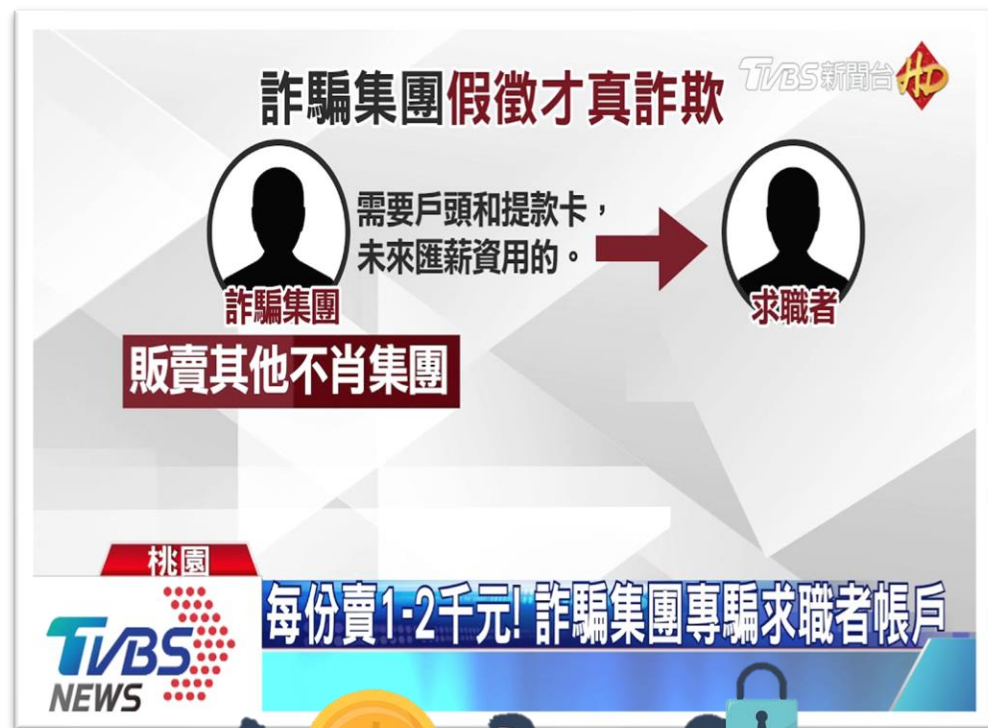 TVBS新聞台HD
詐騙集團假徵才真詐欺
需要戶頭和提款卡，
未來匯薪資用的。
詐騙集團
求職者
販賣其他不肖集團
桃園
每份賣1-2千元! 詐騙集團專騙求職者帳戶
TVBS
NEWS